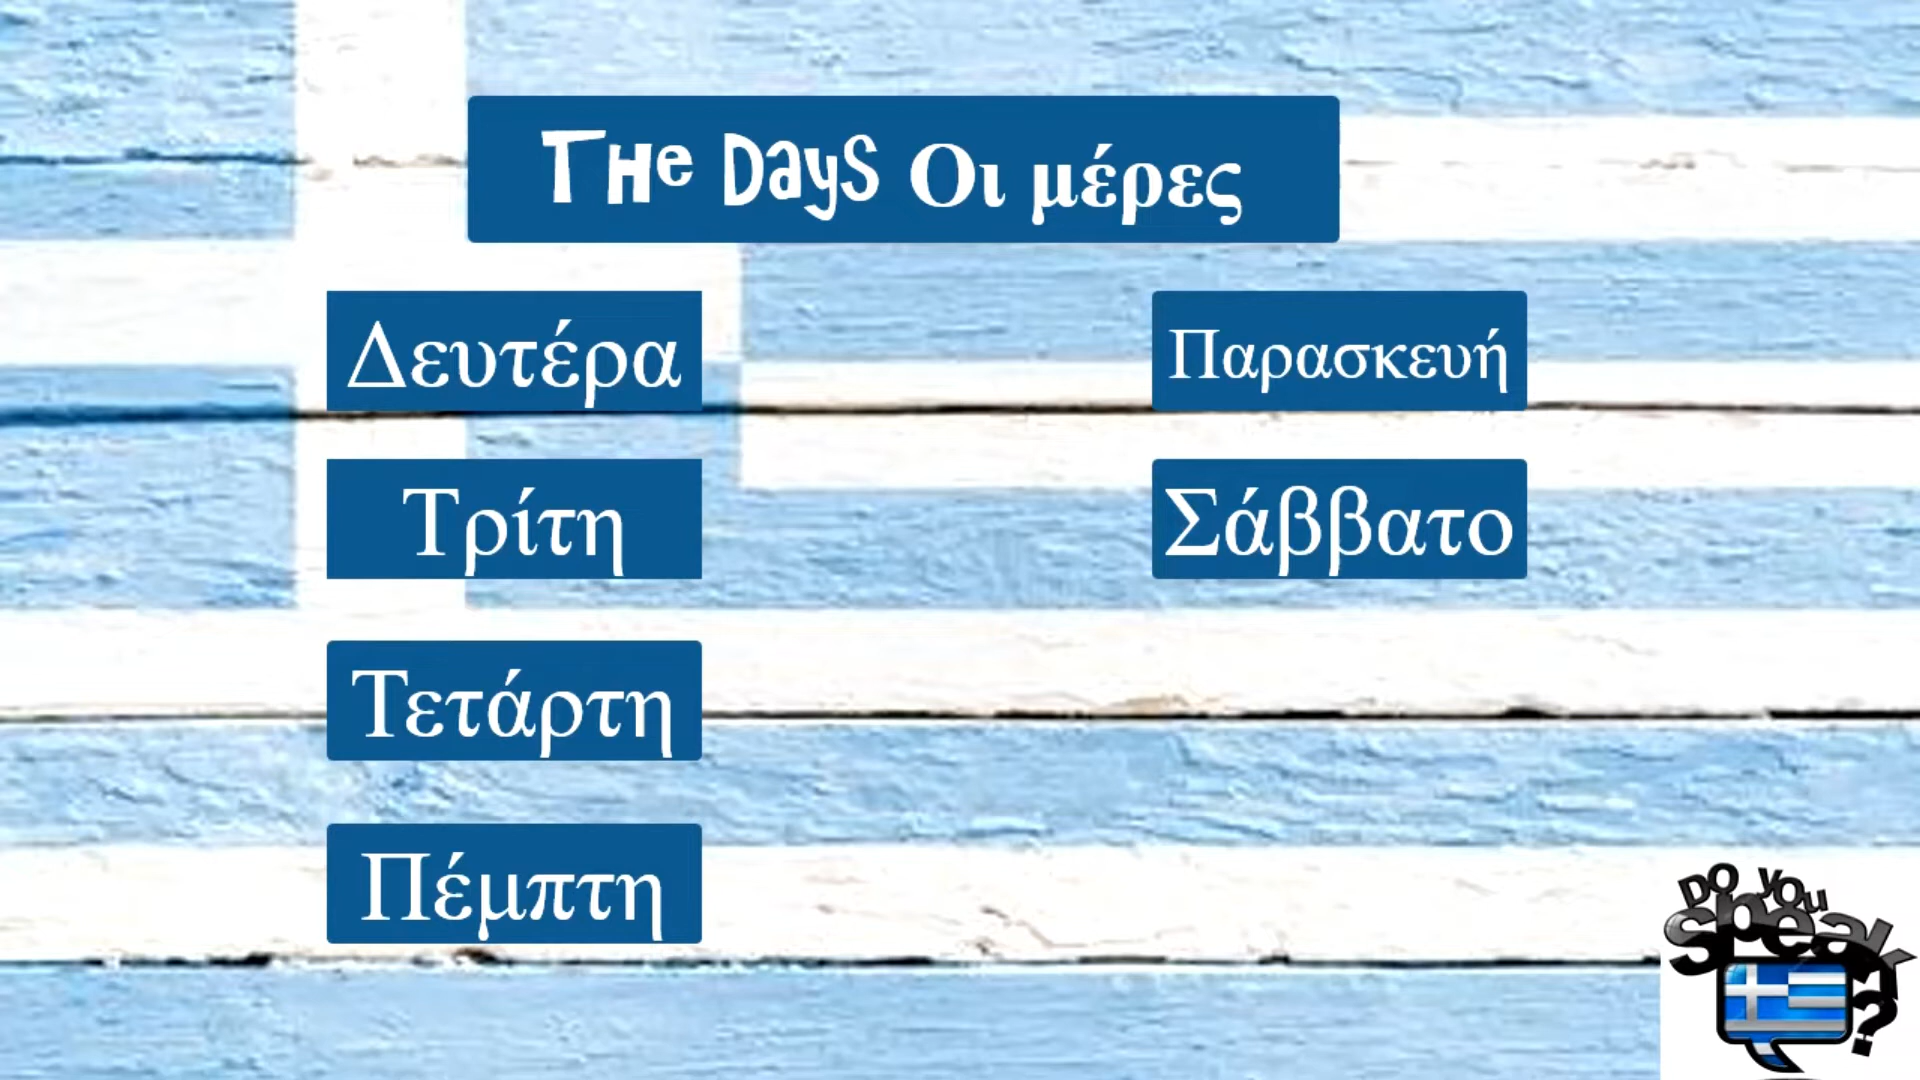 The Days Οι μέρες
Δευτέρα
Τρίτη
Τετάρτη
Πέμπτη
Παρασκευή
Σάββατο
Do you
speak
?